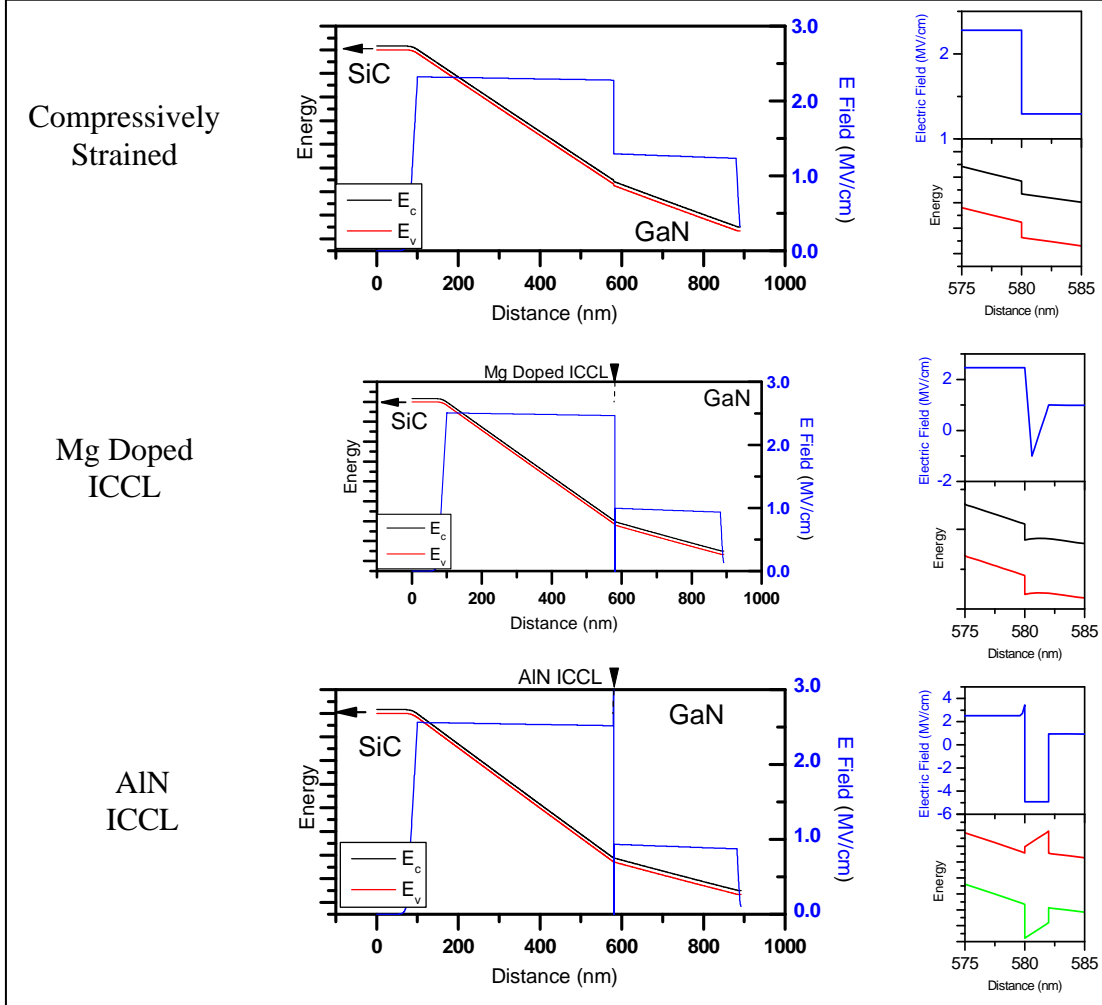 Compressively
Strained
SiC
GaN
Energy
E_c
E_v
3.0
2.0
1.0
0.0
E Field (MV/cm)
0 200 400 600 800 1000
Distance (nm)
2
1
Electric Field (MV/cm)
Energy
575 580 585
Distance (nm)
Mg Doped
ICCL
Mg Doped ICCL
SiC
GaN
Energy
E_c
E_v
3.0
2.0
1.0
0.0
E Field (MV/cm)
0 200 400 600 800 1000
Distance (nm)
2
0
-2
Electric Field (MV/cm)
Energy
575 580 585
Distance (nm)
AlN
ICCL
AlN ICCL
SiC
GaN
Energy
E_c
E_v
3.0
2.0
1.0
0.0
E Field (MV/cm)
0 200 400 600 800 1000
Distance (nm)
4
2
0
-2
-4
-6
Electric Field (MV/cm)
Energy
575 580 585
Distance (nm)